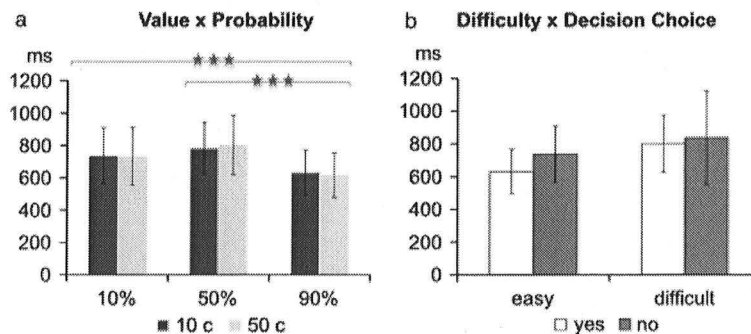 a Value x Probability
ms
★★★
★★★
1200
1000
800
600
400
200
0
10% 50% 90%
10 c 50 c
b Difficulty x Decision Choice
ms
1200
1000
800
600
400
200
0
easy difficult
yes no